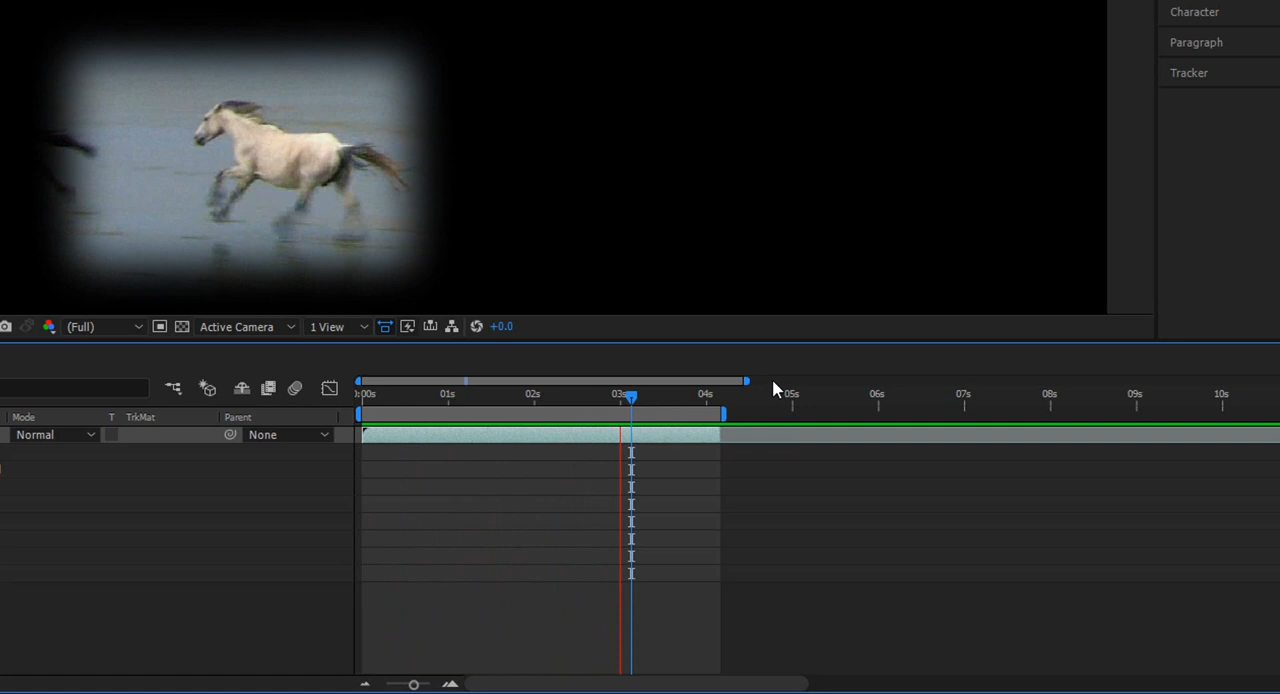 Character
Paragraph
Tracker
(Full) Active Camera 1 View +0.0
:00s 01s 02s 03s 04s 05s 06s 07s 08s 09s 10s
Mode T TrkMat Parent
Normal None